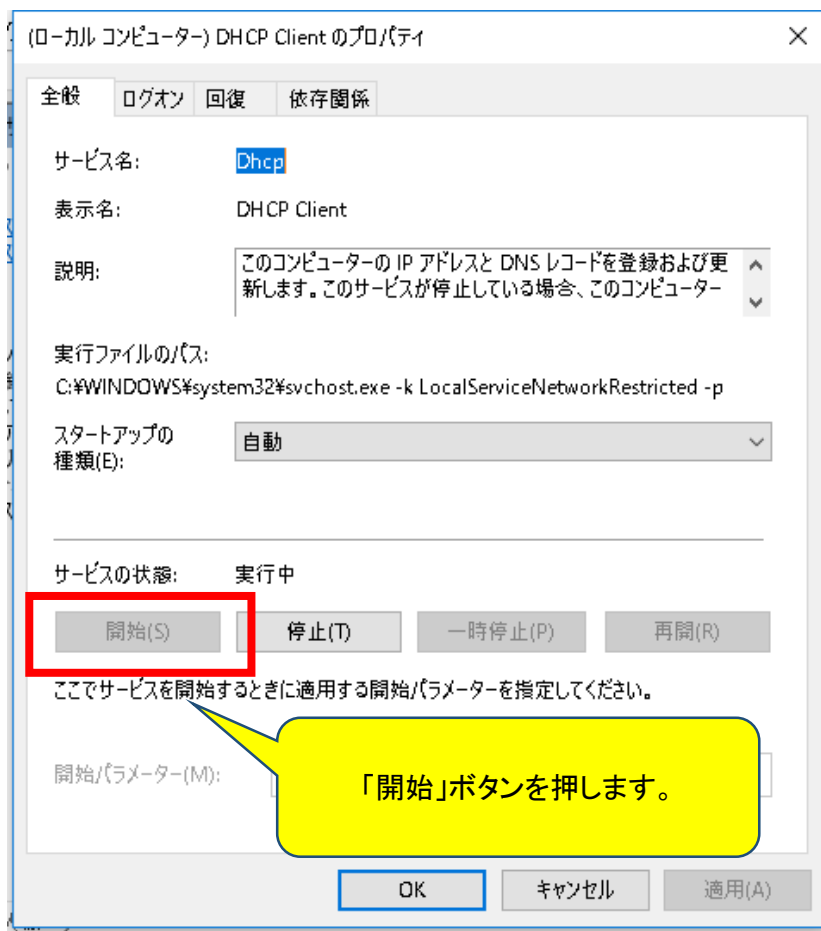 (ローカル コンピューター) DHCP Client のプロパティ
全般 ログオン 回復 依存関係
サービス名: Dhcp
表示名: DHCP Client
説明: このコンピューターの IP アドレスと DNS レコードを登録および更
新します。このサービスが停止している場合、このコンピューター
実行ファイルのパス:
C:¥WINDOWS¥system32¥svchost.exe -k LocalServiceNetworkRestricted -p
スタートアップの
種類(E): 自動
サービスの状態: 実行中
開始(S) 停止(T) 一時停止(P) 再開(R)
ここでサービスを開始するときに適用する開始パラメーターを指定してください。
開始パラメーター(M):
「開始」ボタンを押します。
OK キャンセル 適用(A)